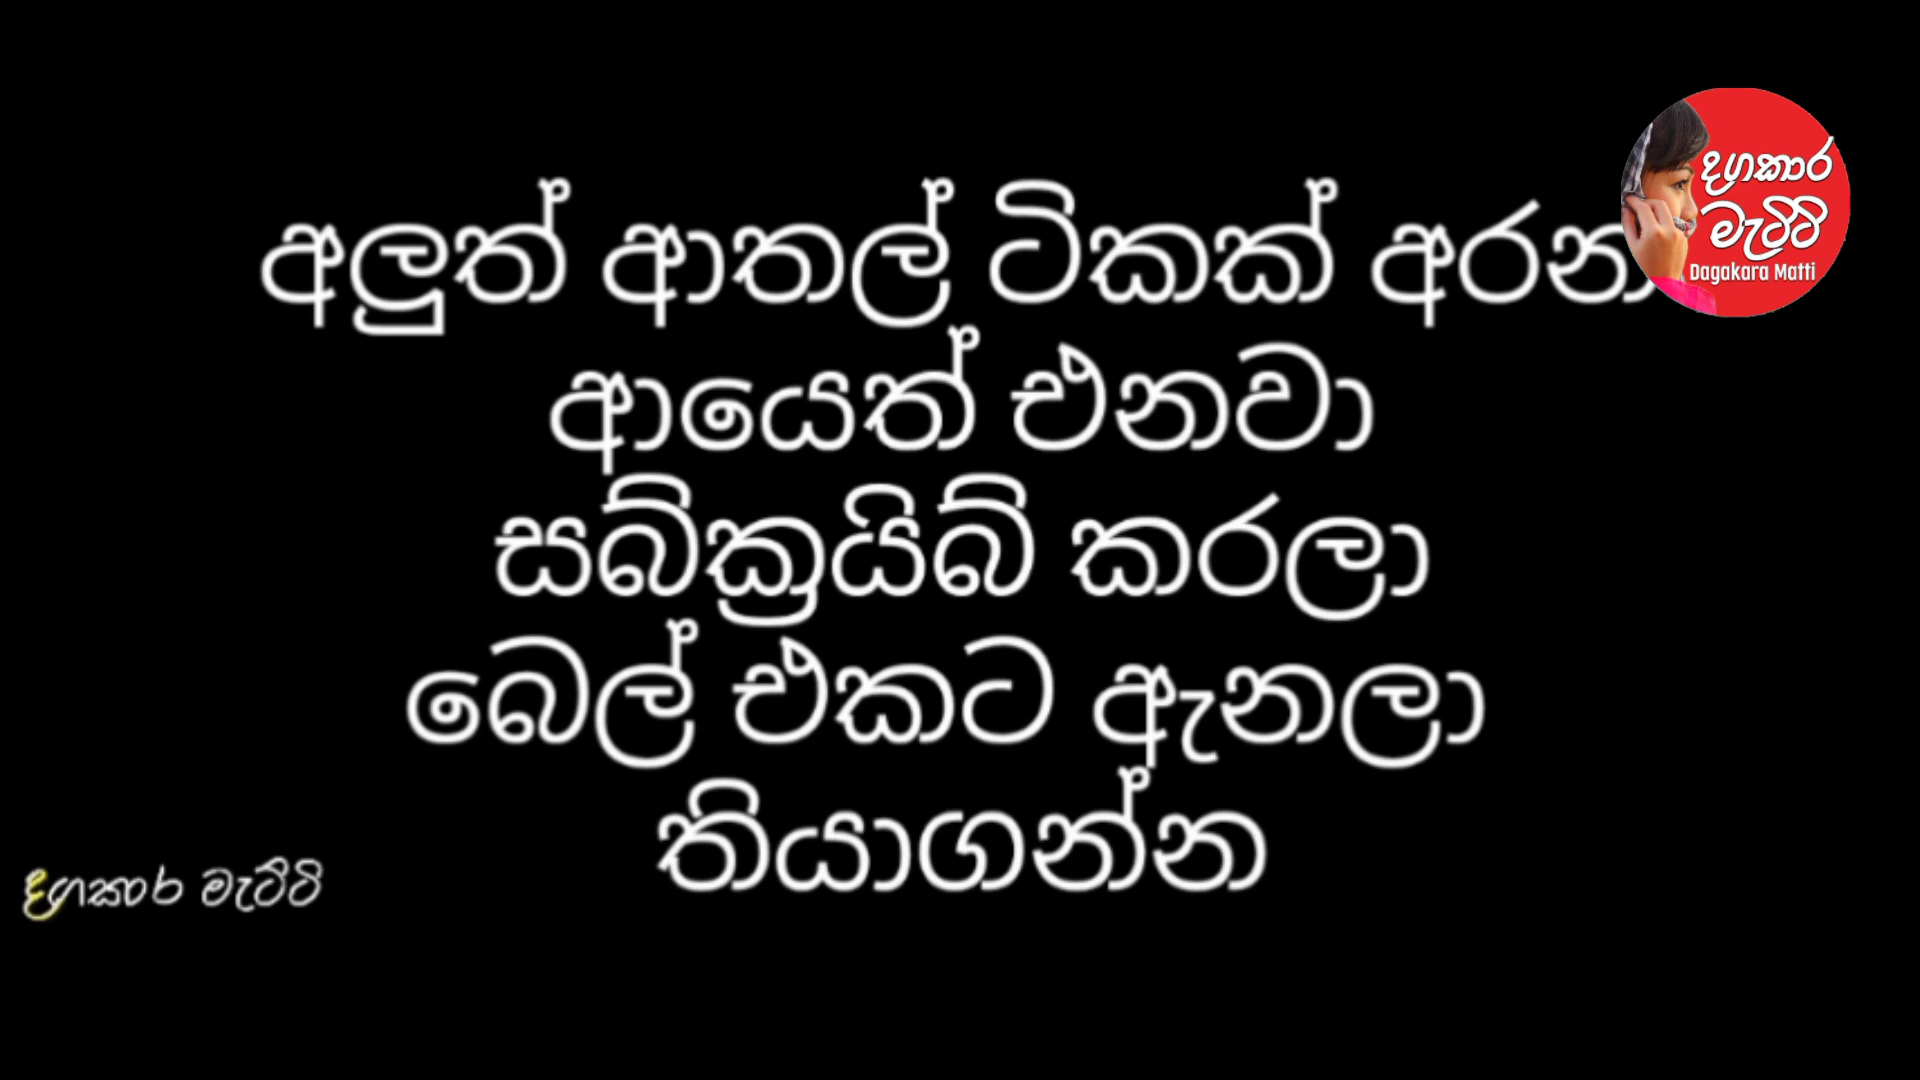 අලුත් ආතල් ටිකක් අරන
ආයෙත් එනවා
සබ්ක්‍රයිබ් කරලා
බෙල් එකට ඇනලා
තියාගන්න
දගකාර
මැට්ටි
Dagakara Matti
දගකාර මැට්ටි